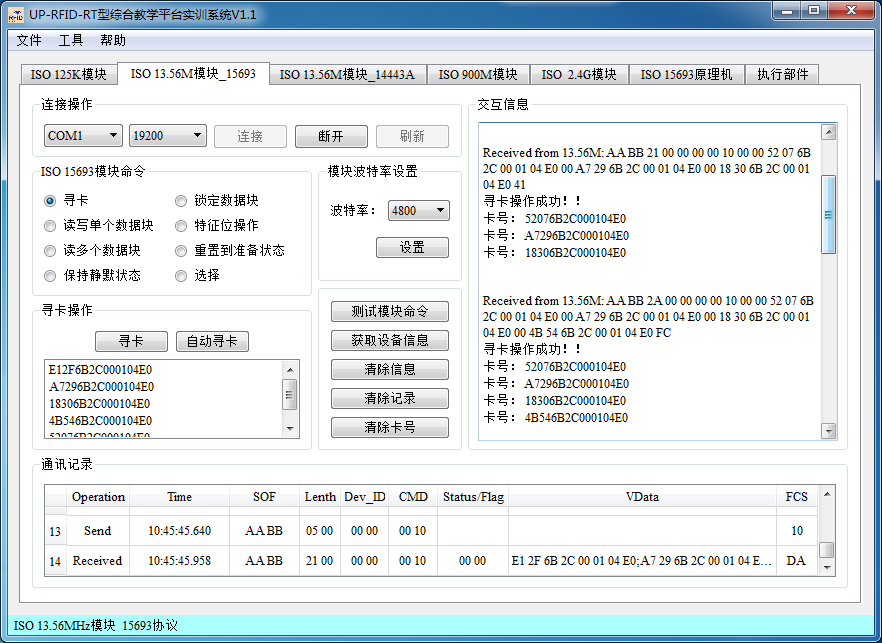 UP-RFID-RT型综合教学平台实训系统V1.1
文件 工具 帮助
ISO 125K模块 ISO 13.56M模块_15693 ISO 13.56M模块_14443A ISO 900M模块 ISO 2.4G模块 ISO 15693原理机 执行部件
连接操作
COM1 19200 连接 断开 刷新
ISO 15693模块命令
寻卡 锁定数据块
读写单个数据块 特征位操作
读多个数据块 重置到准备状态
保持静默状态 选择
模块波特率设置
波特率： 4800
设置
寻卡操作
寻卡 自动寻卡
E12F6B2C000104E0
A7296B2C000104E0
18306B2C000104E0
4B546B2C000104E0
52076B2C000104E0
测试模块命令
获取设备信息
清除信息
清除记录
清除卡号
交互信息
Received from 13.56M: AA BB 21 00 00 00 00 10 00 00 52 07 6B
2C 00 01 04 E0 00 A7 29 6B 2C 00 01 04 E0 00 18 30 6B 2C 00 01
04 E0 41
寻卡操作成功！！
卡号： 52076B2C000104E0
卡号： A7296B2C000104E0
卡号： 18306B2C000104E0
Received from 13.56M: AA BB 2A 00 00 00 00 10 00 00 52 07 6B
2C 00 01 04 E0 00 A7 29 6B 2C 00 01 04 E0 00 18 30 6B 2C 00 01
04 E0 00 4B 54 6B 2C 00 01 04 E0 FC
寻卡操作成功！！
卡号： 52076B2C000104E0
卡号： A7296B2C000104E0
卡号： 18306B2C000104E0
卡号： 4B546B2C000104E0
通讯记录
Operation Time SOF Lenth Dev_ID CMD Status/Flag VData FCS
13 Send 10:45:45.640 AA BB 05 00 00 00 00 10 10
14 Received 10:45:45.958 AA BB 21 00 00 00 00 10 00 00 E1 2F 6B 2C 00 01 04 E0;A7 29 6B 2C 00 01 04 E... DA
ISO 13.56MHz模块 15693协议